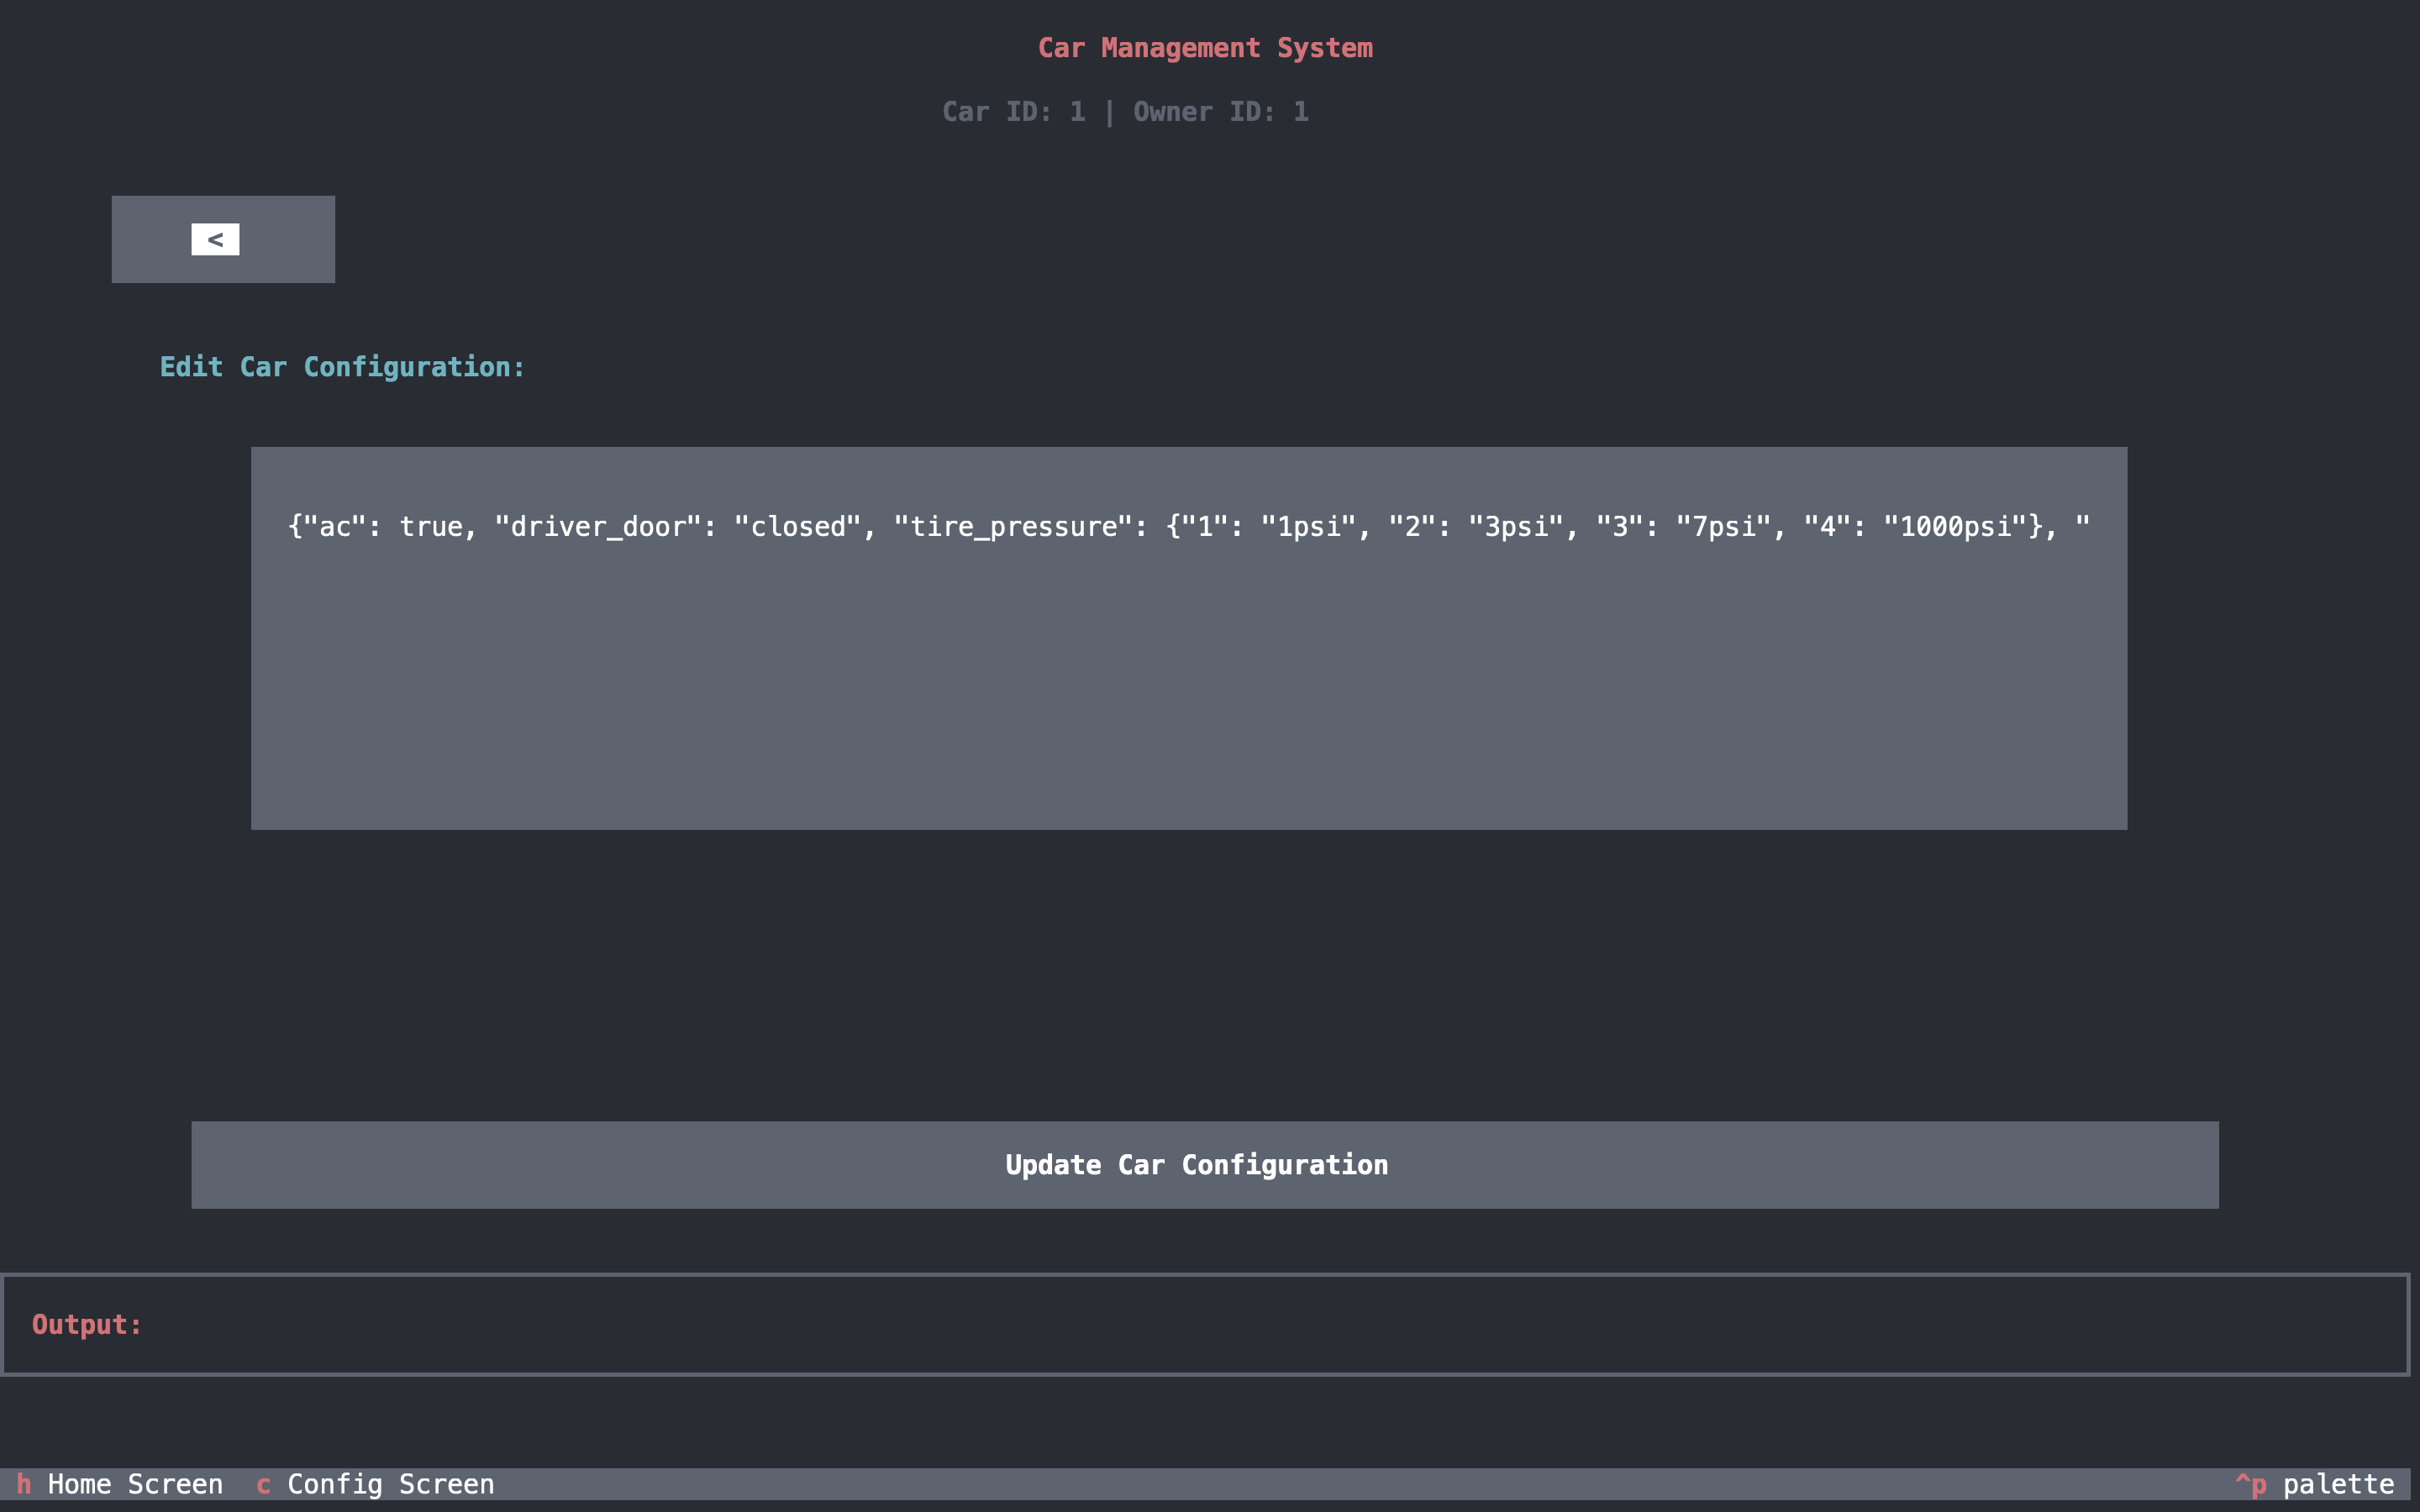 Car Management System
Car ID: 1 | Owner ID: 1
<
Edit Car Configuration:
{"ac": true, "driver_door": "closed", "tire_pressure": {"1": "1psi", "2": "3psi", "3": "7psi", "4": "1000psi"}, "
Update Car Configuration
Output:
h Home Screen  c Config Screen  ^p palette